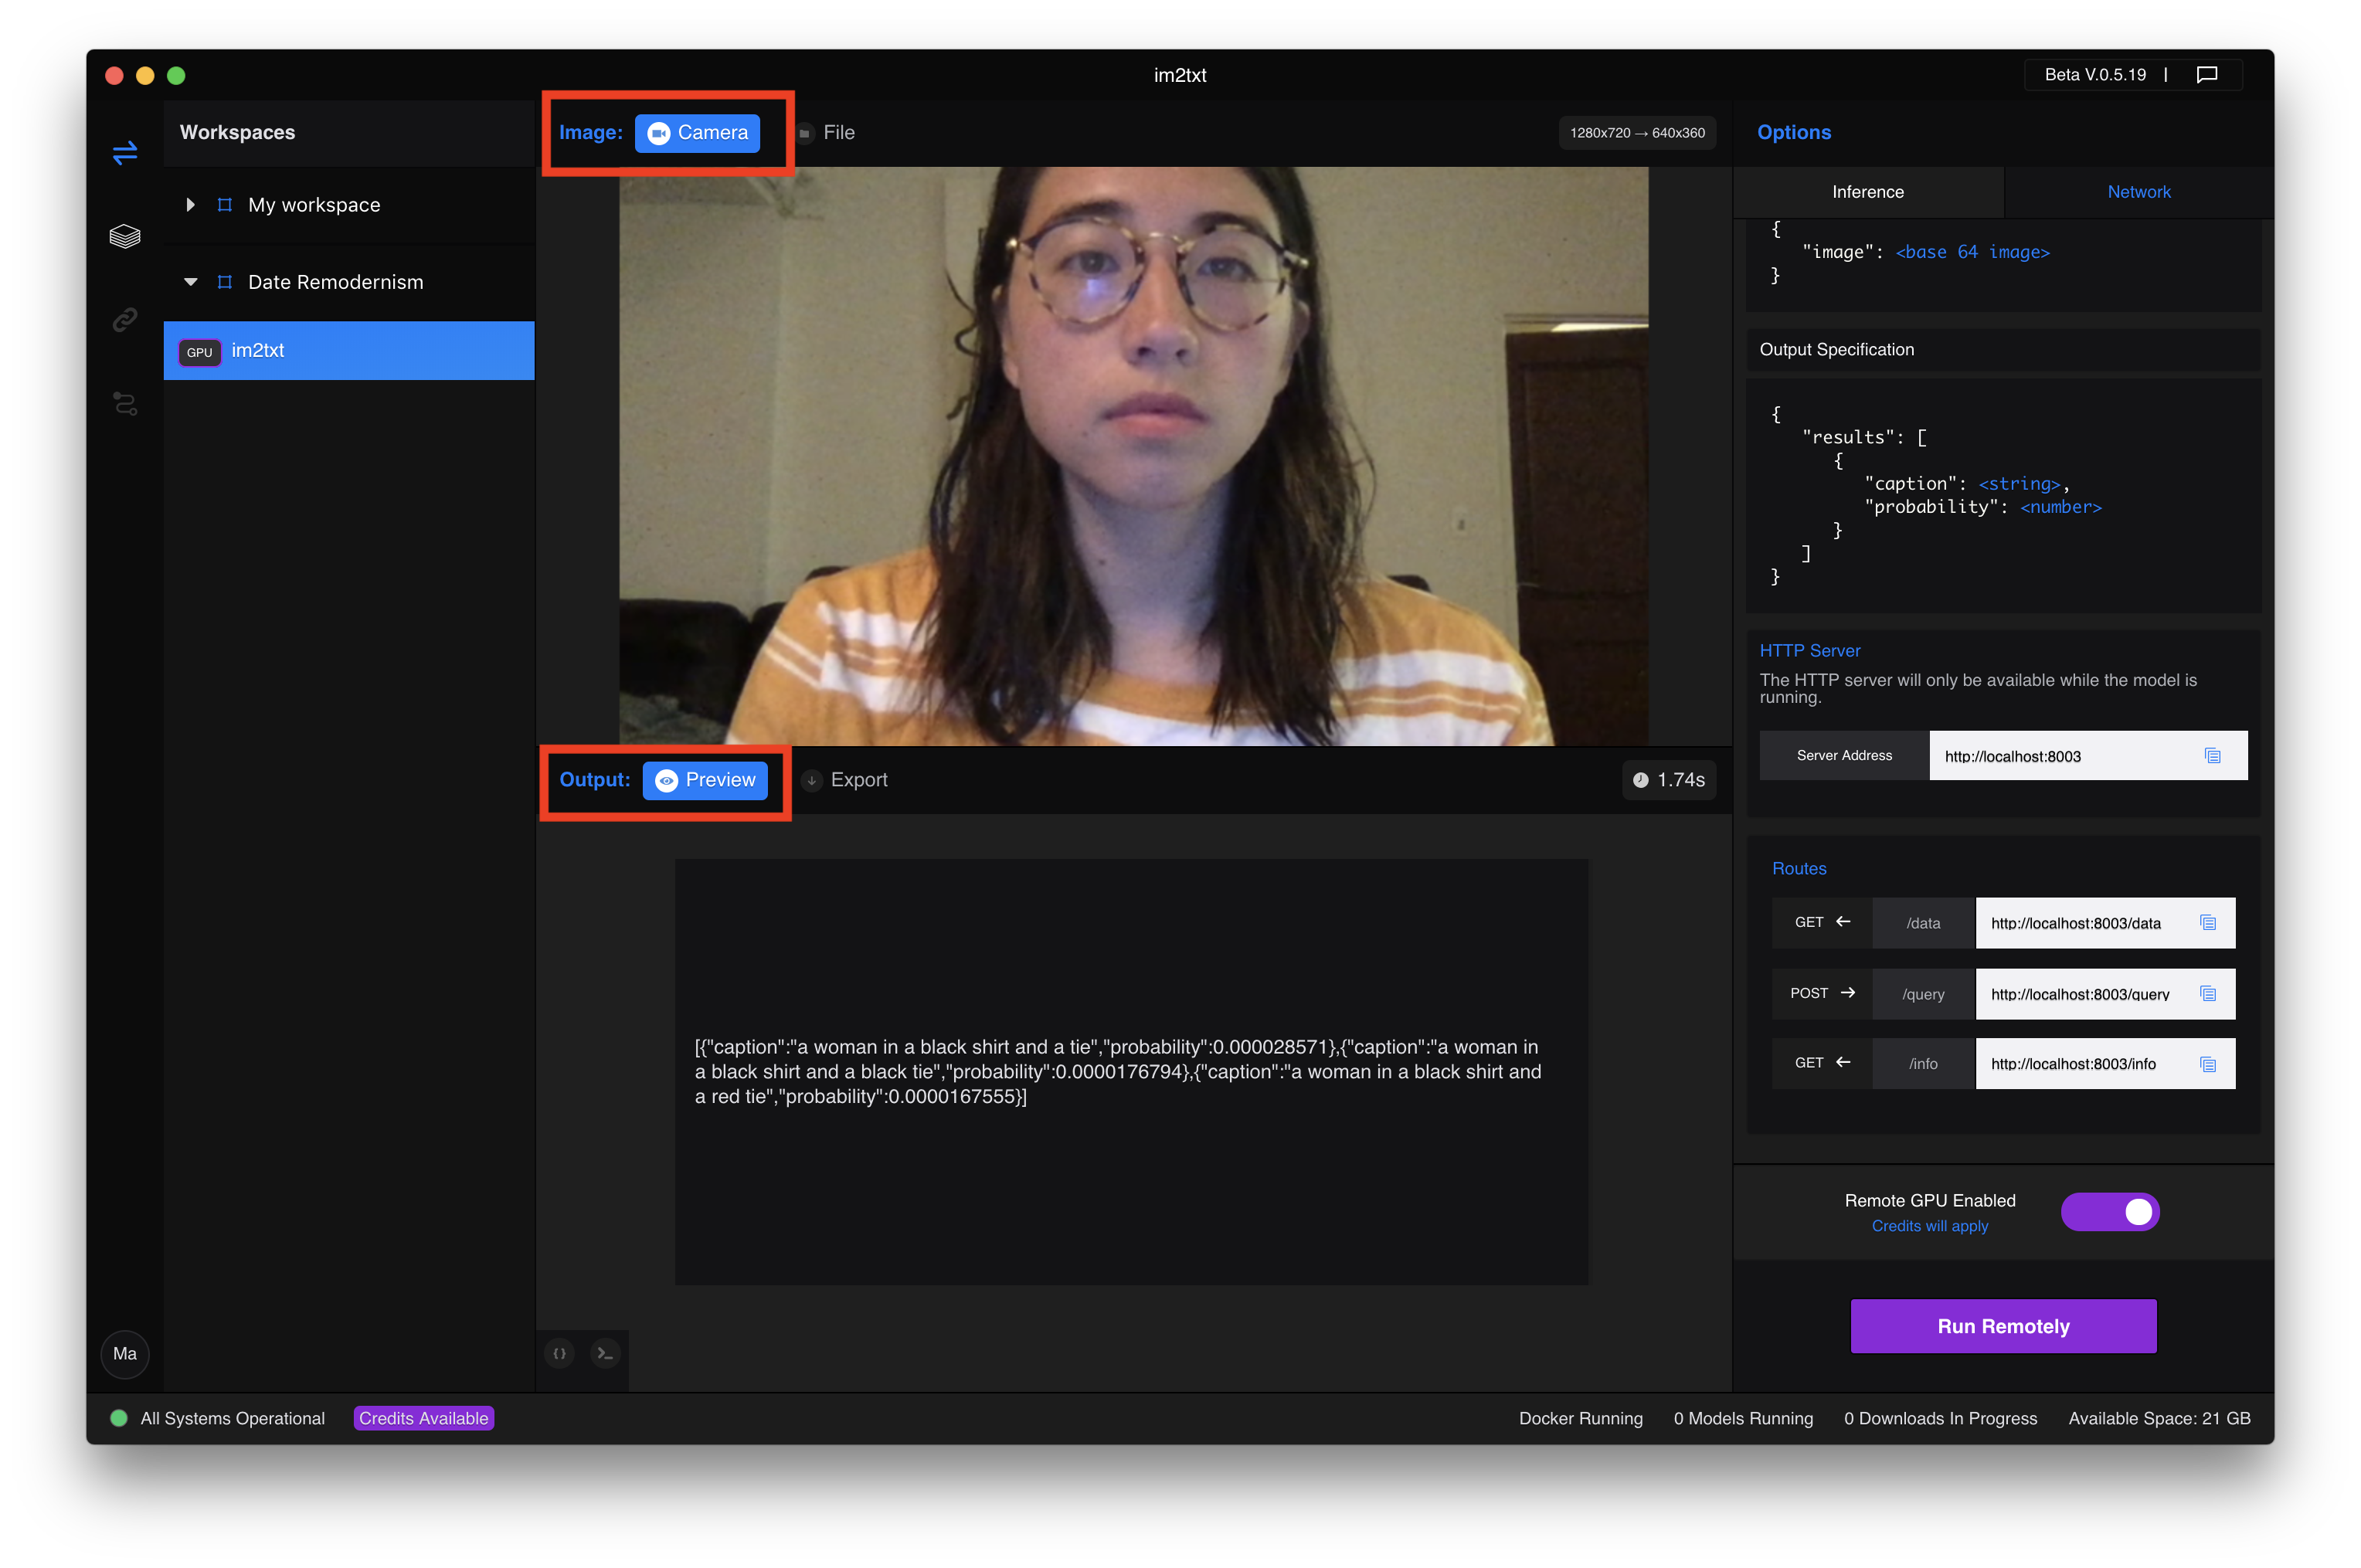 im2txt
Beta V.0.5.19 |
Workspaces
My workspace
Date Remodernism
GPU im2txt
Ma
Image: Camera File
1280x720 → 640x360
Output: Preview Export
1.74s
[{"caption":"a woman in a black shirt and a tie","probability":0.000028571},{"caption":"a woman in
a black shirt and a black tie","probability":0.0000176794},{"caption":"a woman in a black shirt and
a red tie","probability":0.0000167555}]
Options
Inference Network
{
"image": <base 64 image>
}
Output Specification
{
"results": [
{
"caption": <string>,
"probability": <number>
}
]
}
HTTP Server
The HTTP server will only be available while the model is
running.
Server Address http://localhost:8003
Routes
GET ← /data http://localhost:8003/data
POST → /query http://localhost:8003/query
GET ← /info http://localhost:8003/info
Remote GPU Enabled
Credits will apply
Run Remotely
All Systems Operational Credits Available Docker Running 0 Models Running 0 Downloads In Progress Available Space: 21 GB